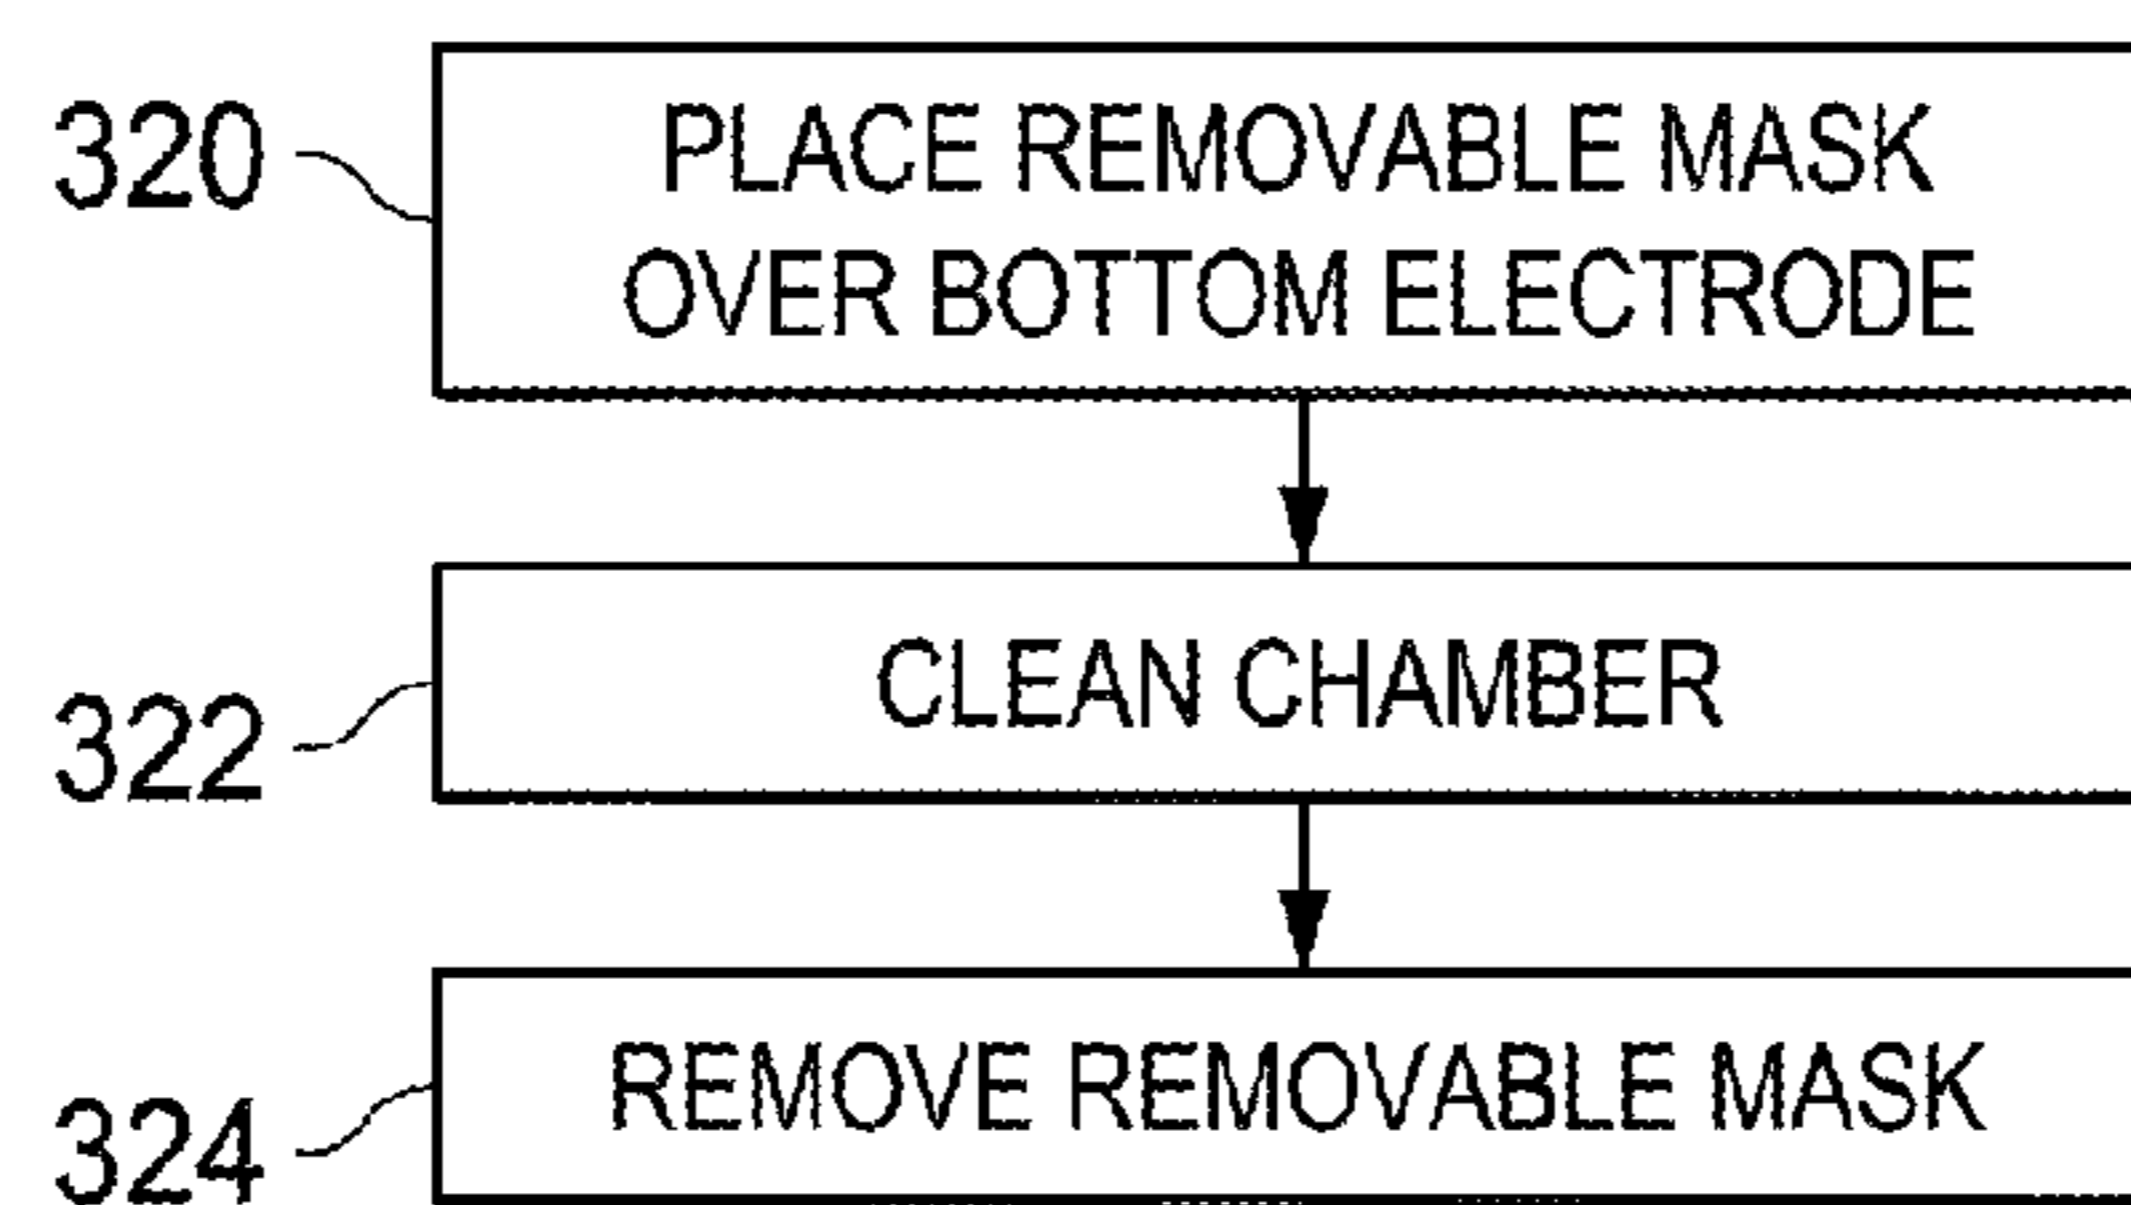 320
PLACE REMOVABLE MASK
OVER BOTTOM ELECTRODE
322
CLEAN CHAMBER
324
REMOVE REMOVABLE MASK